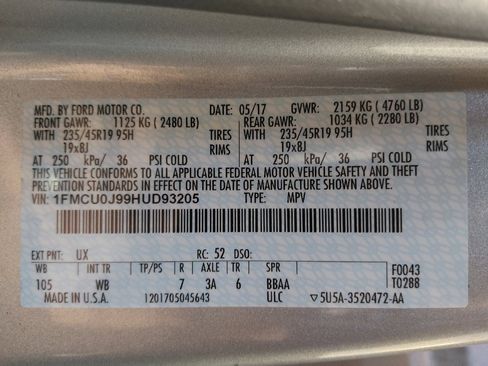 MFD. BY FORD MOTOR CO. 05/17 GVWR: 2159 KG (4760 LB)
FRONT GAWR: 1125 KG (2480 LB) REAR GAWR: 1034 KG (2280 LB)
WITH 235/45R19 95H TIRES WITH 235/45R19 95H TIRES
19x8J RIMS 19x8J RIMS
AT 250 kPa/ 36 PSI COLD AT 250 kPa/ 36 PSI COLD
THIS VEHICLE CONFORMS TO ALL APPLICABLE FEDERAL MOTOR VEHICLE SAFETY AND THEFT
PREVENTION STANDARDS IN EFFECT ON THE DATE OF MANUFACTURE SHOWN ABOVE.
VIN: 1FMCU0J99HUD93205 TYPE: MPV
EXT PNT: UX RC: 52 DSO:
WB INT TR TP/PS R AXLE TR SPR F0043
105 WB 7 3A 6 BBAA T0288
MADE IN U.S.A. 1201705045643 ULC ▽5U5A-3520472-AA